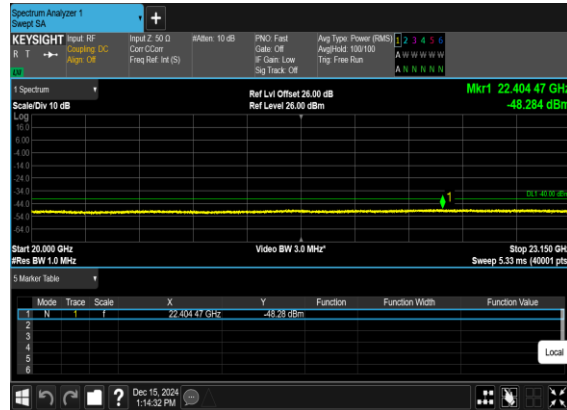 Spectrum Analyzer 1
Swept SA
+
KEYSIGHT Input: RF
R T
Coupling: DC
Align: Off
Input Z: 50 Ω
Corr CCorr
Freq Ref: Int (S)
#Atten: 10 dB
PNO: Fast
Gate: Off
IF Gain: Low
Sig Track: Off
Avg Type: Power (RMS)
Avg|Hold: 100/100
Trig: Free Run
1 2 3 4 5 6
A W W W W W
A N N N N N
1 Spectrum
Scale/Div 10 dB
Ref Lvl Offset 26.00 dB
Ref Level 26.00 dBm
Mkr1 22.404 47 GHz
-48.284 dBm
Log
16.0
6.00
-4.00
-14.0
-24.0
-34.0
-44.0
-54.0
-64.0
1
DL1 -40.00 dBm
Start 20.000 GHz
#Res BW 1.0 MHz
Video BW 3.0 MHz*
Stop 23.150 GHz
Sweep 5.33 ms (40001 pts)
5 Marker Table
Mode Trace Scale X Y Function Function Width Function Value
1 N 1 f 22.404 47 GHz -48.28 dBm
2
3
4
5
6
Local
?
Dec 15, 2024
1:14:32 PM